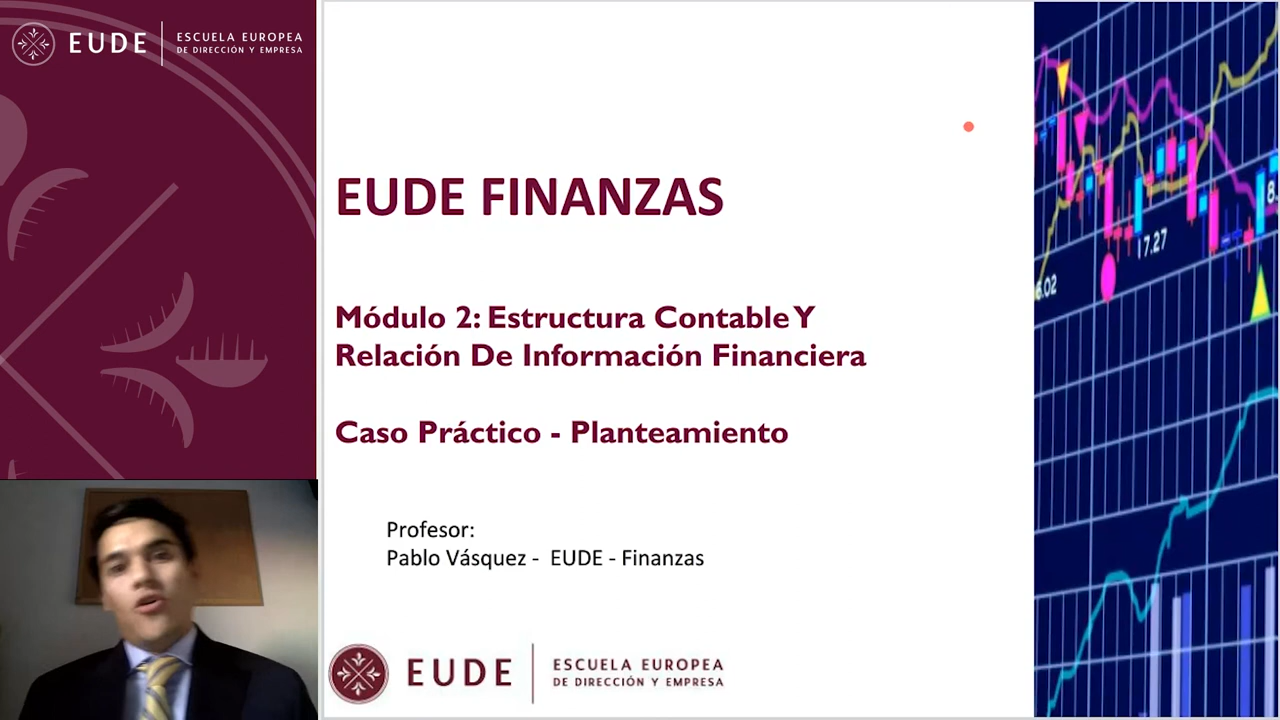 EUDE
ESCUELA EUROPEA
DE DIRECCIÓN Y EMPRESA
EUDE FINANZAS
Módulo 2: Estructura Contable Y
Relación De Información Financiera
Caso Práctico - Planteamiento
Profesor:
Pablo Vásquez - EUDE - Finanzas
EUDE
ESCUELA EUROPEA
DE DIRECCIÓN Y EMPRESA
17.27
6.02
8.